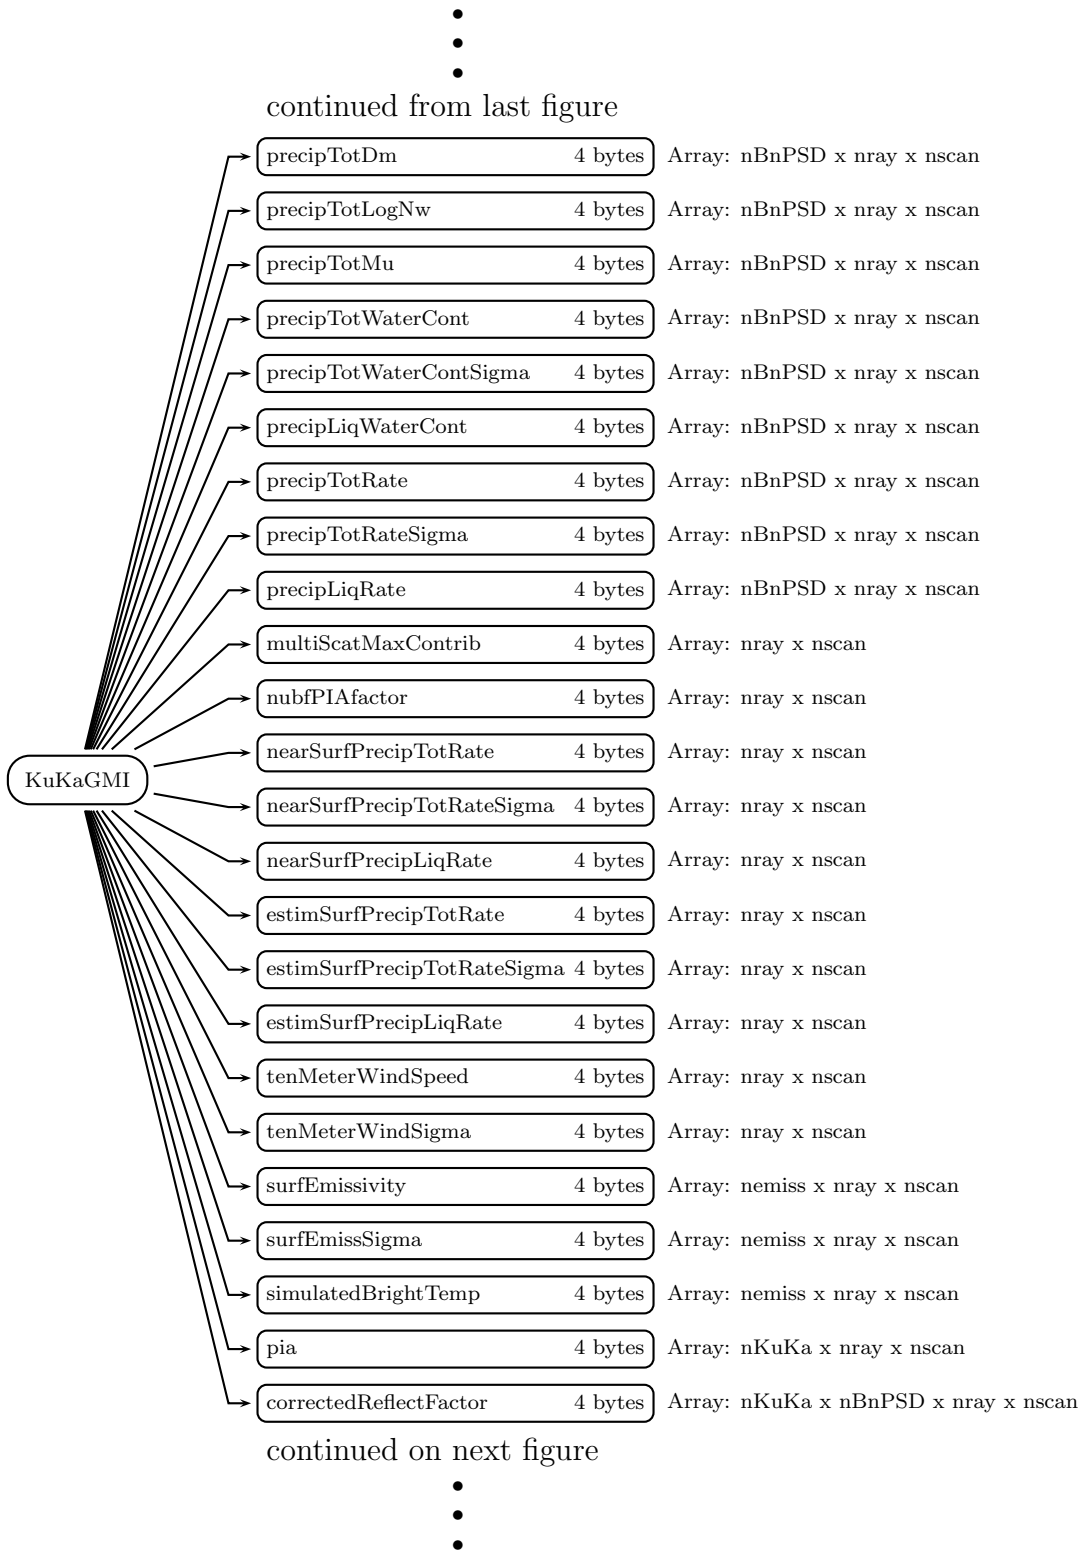 continued from last figure
precipTotDm 4 bytes Array: nBnPSD x nray x nscan
precipTotLogNw 4 bytes Array: nBnPSD x nray x nscan
precipTotMu 4 bytes Array: nBnPSD x nray x nscan
precipTotWaterCont 4 bytes Array: nBnPSD x nray x nscan
precipTotWaterContSigma 4 bytes Array: nBnPSD x nray x nscan
precipLiqWaterCont 4 bytes Array: nBnPSD x nray x nscan
precipTotRate 4 bytes Array: nBnPSD x nray x nscan
precipTotRateSigma 4 bytes Array: nBnPSD x nray x nscan
precipLiqRate 4 bytes Array: nBnPSD x nray x nscan
multiScatMaxContrib 4 bytes Array: nray x nscan
nubfPIAfactor 4 bytes Array: nray x nscan
nearSurfPrecipTotRate 4 bytes Array: nray x nscan
KuKaGMI
nearSurfPrecipTotRateSigma 4 bytes Array: nray x nscan
nearSurfPrecipLiqRate 4 bytes Array: nray x nscan
estimSurfPrecipTotRate 4 bytes Array: nray x nscan
estimSurfPrecipTotRateSigma 4 bytes Array: nray x nscan
estimSurfPrecipLiqRate 4 bytes Array: nray x nscan
tenMeterWindSpeed 4 bytes Array: nray x nscan
tenMeterWindSigma 4 bytes Array: nray x nscan
surfEmissivity 4 bytes Array: nemiss x nray x nscan
surfEmissSigma 4 bytes Array: nemiss x nray x nscan
simulatedBrightTemp 4 bytes Array: nemiss x nray x nscan
pia 4 bytes Array: nKuKa x nray x nscan
correctedReflectFactor 4 bytes Array: nKuKa x nBnPSD x nray x nscan
continued on next figure